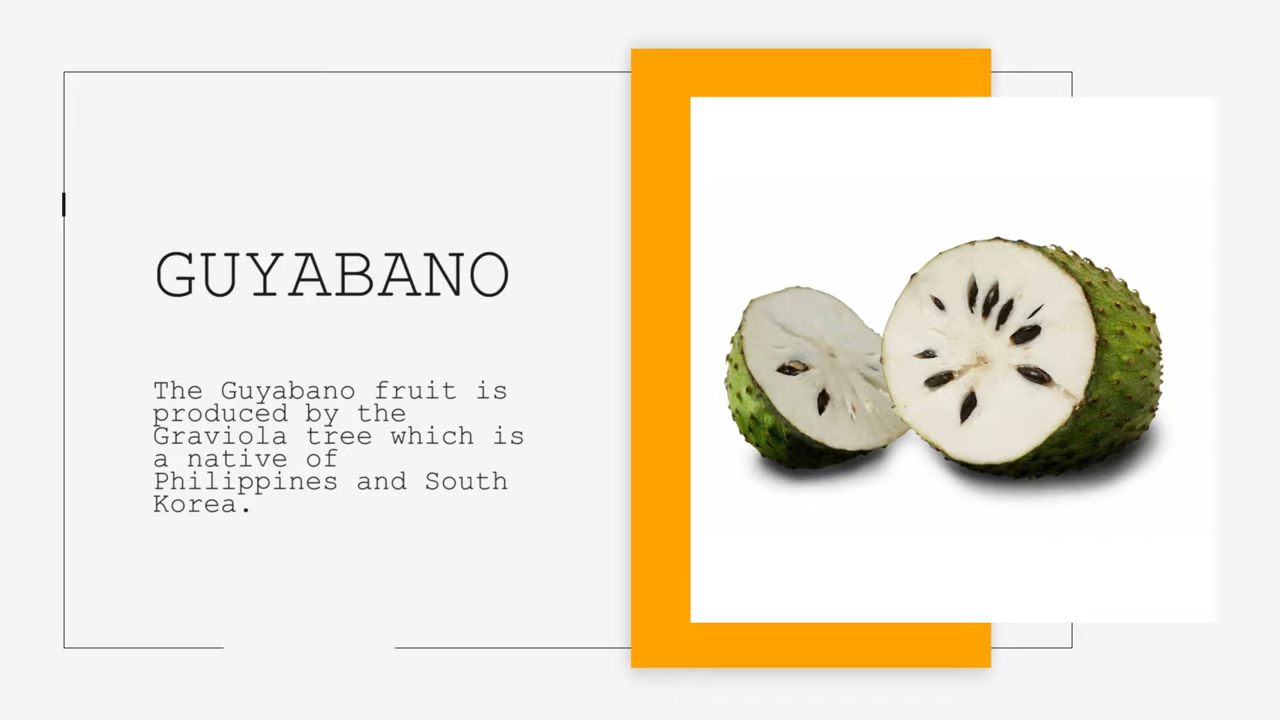 GUYABANO
The Guyabano fruit is
produced by the
Graviola tree which is
a native of
Philippines and South
Korea.